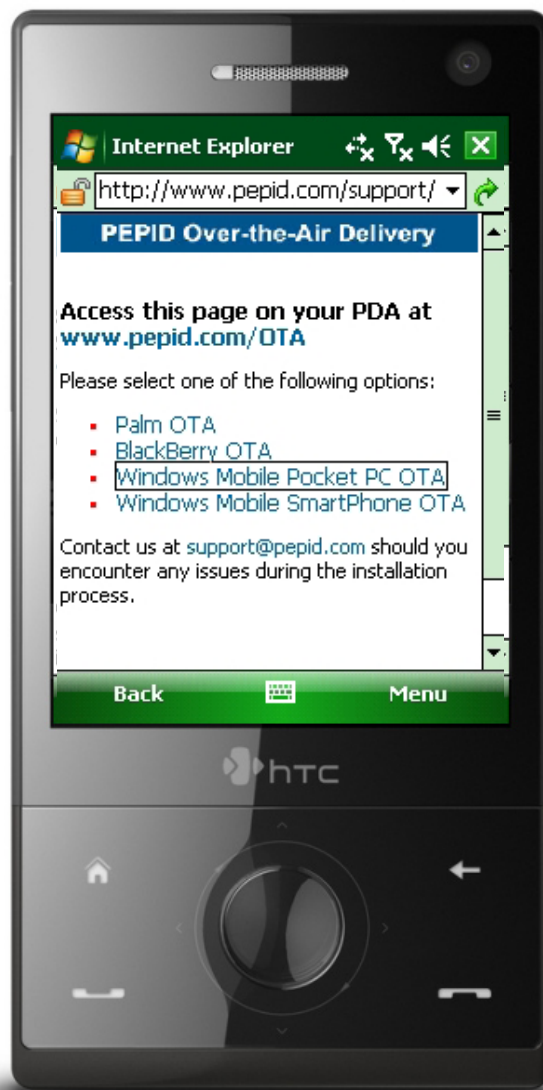 Internet Explorer
http://www.pepid.com/support/
PEPID Over-the-Air Delivery
Access this page on your PDA at
www.pepid.com/OTA
Please select one of the following options:
Palm OTA
BlackBerry OTA
Windows Mobile Pocket PC OTA
Windows Mobile SmartPhone OTA
Contact us at support@pepid.com should you
encounter any issues during the installation
process.
Back Menu
hTC